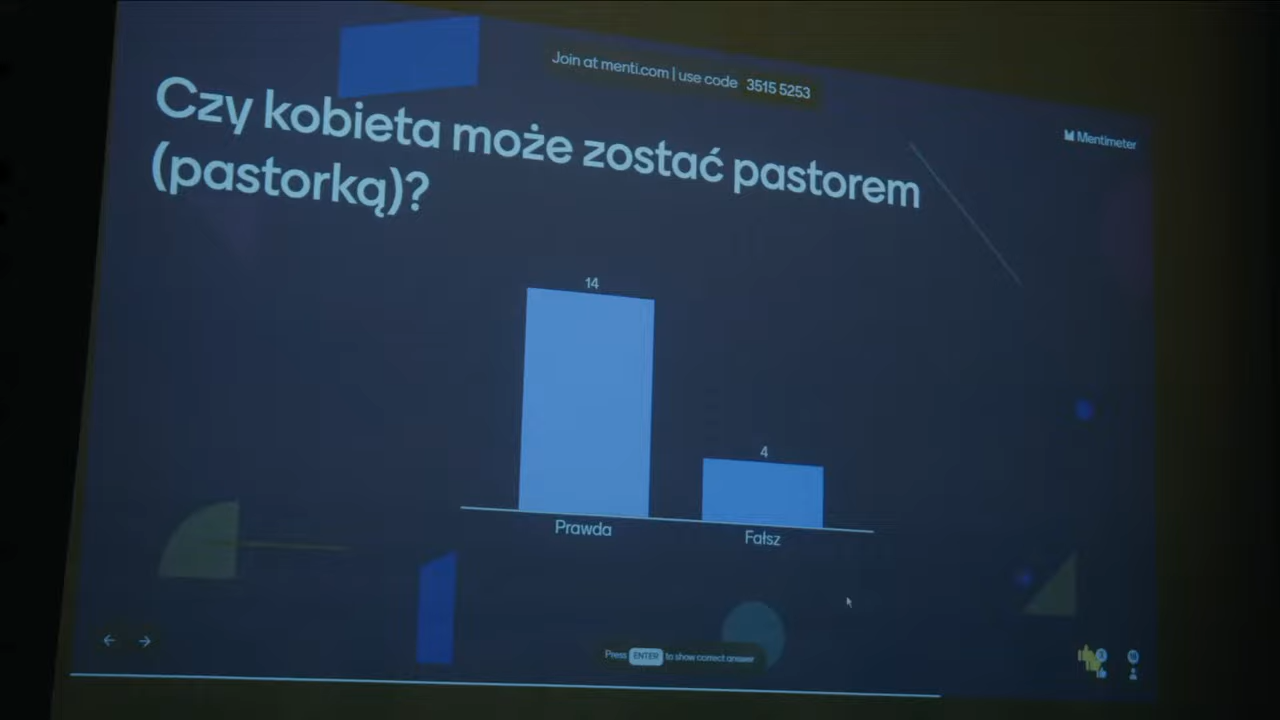 Join at menti.com | use code 3515 5253
Mentimeter
Czy kobieta może zostać pastorem
(pastorką)?
14
4
Prawda
Fałsz
Press ENTER to show correct answer